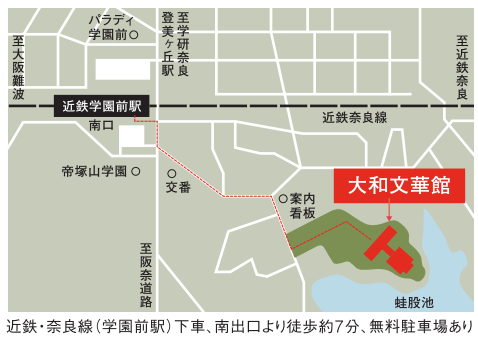 パラディ
学園前
至学研奈良
登美ヶ丘駅
至大阪難波
至近鉄奈良
近鉄学園前駅
南口
近鉄奈良線
帝塚山学園
交番
案内
看板
大和文華館
至阪奈道路
蛙股池
近鉄・奈良線（学園前駅）下車、南出口より徒歩約7分、無料駐車場あり